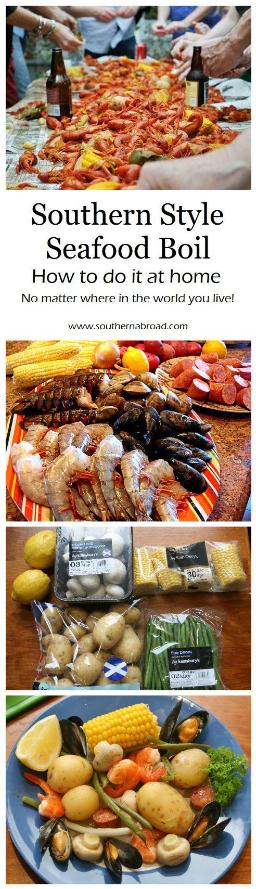 Southern Style
Seafood Boil
How to do it at home
No matter where in the world you live!
www.southernabroad.com